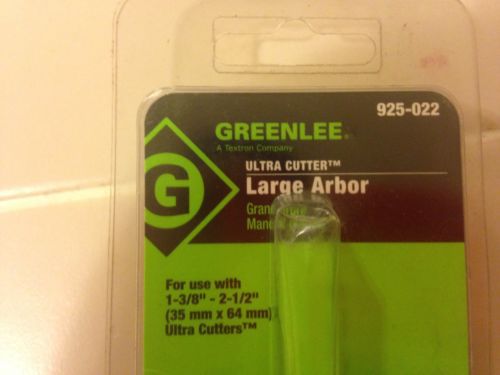 925-022
GREENLEE
A Textron Company
ULTRA CUTTER™
Large Arbor
G
For use with
1-3/8" - 2-1/2"
(35 mm x 64 mm)
Ultra Cutters™